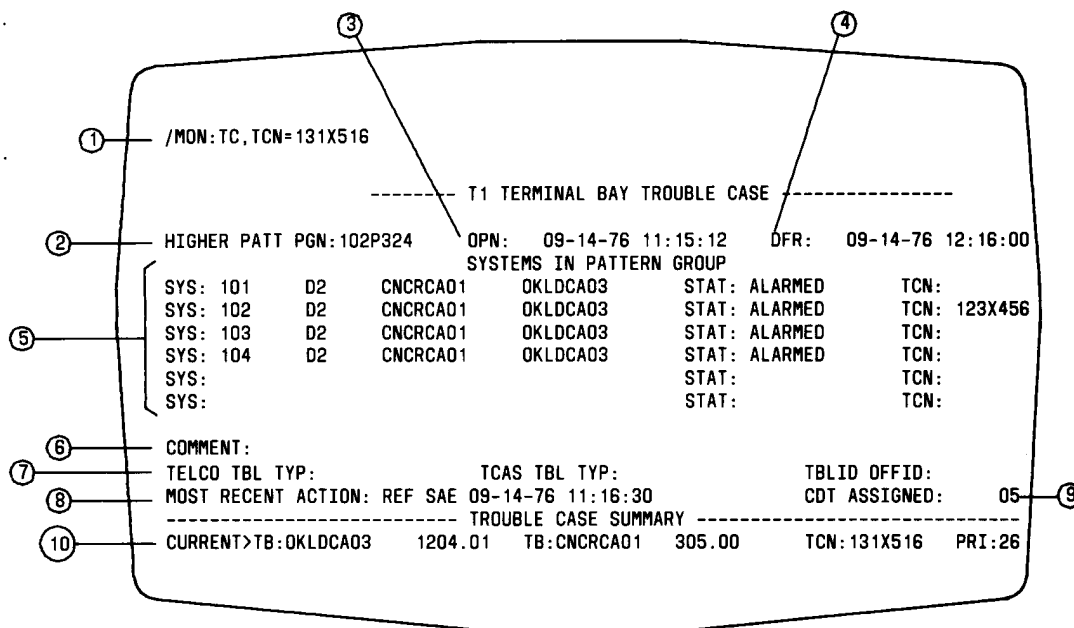 ③ ④
① /MON:TC,TCN=131X516
-------- T1 TERMINAL BAY TROUBLE CASE ----------------
② HIGHER PATT PGN:102P324 OPN: 09-14-76 11:15:12 DFR: 09-14-76 12:16:00
SYSTEMS IN PATTERN GROUP
SYS: 101 D2 CNCRCA01 OKLDCA03 STAT: ALARMED TCN:
SYS: 102 D2 CNCRCA01 OKLDCA03 STAT: ALARMED TCN: 123X456
⑤ SYS: 103 D2 CNCRCA01 OKLDCA03 STAT: ALARMED TCN:
SYS: 104 D2 CNCRCA01 OKLDCA03 STAT: ALARMED TCN:
SYS: STAT: TCN:
SYS: STAT: TCN:
⑥ COMMENT:
⑦ TELCO TBL TYP: TCAS TBL TYP: TBLID OFFID:
⑧ MOST RECENT ACTION: REF SAE 09-14-76 11:16:30 CDT ASSIGNED: 05 ⑨
--------------------------- TROUBLE CASE SUMMARY ------------------------------
⑩ CURRENT>TB:OKLDCA03 1204.01 TB:CNCRCA01 305.00 TCN:131X516 PRI:26